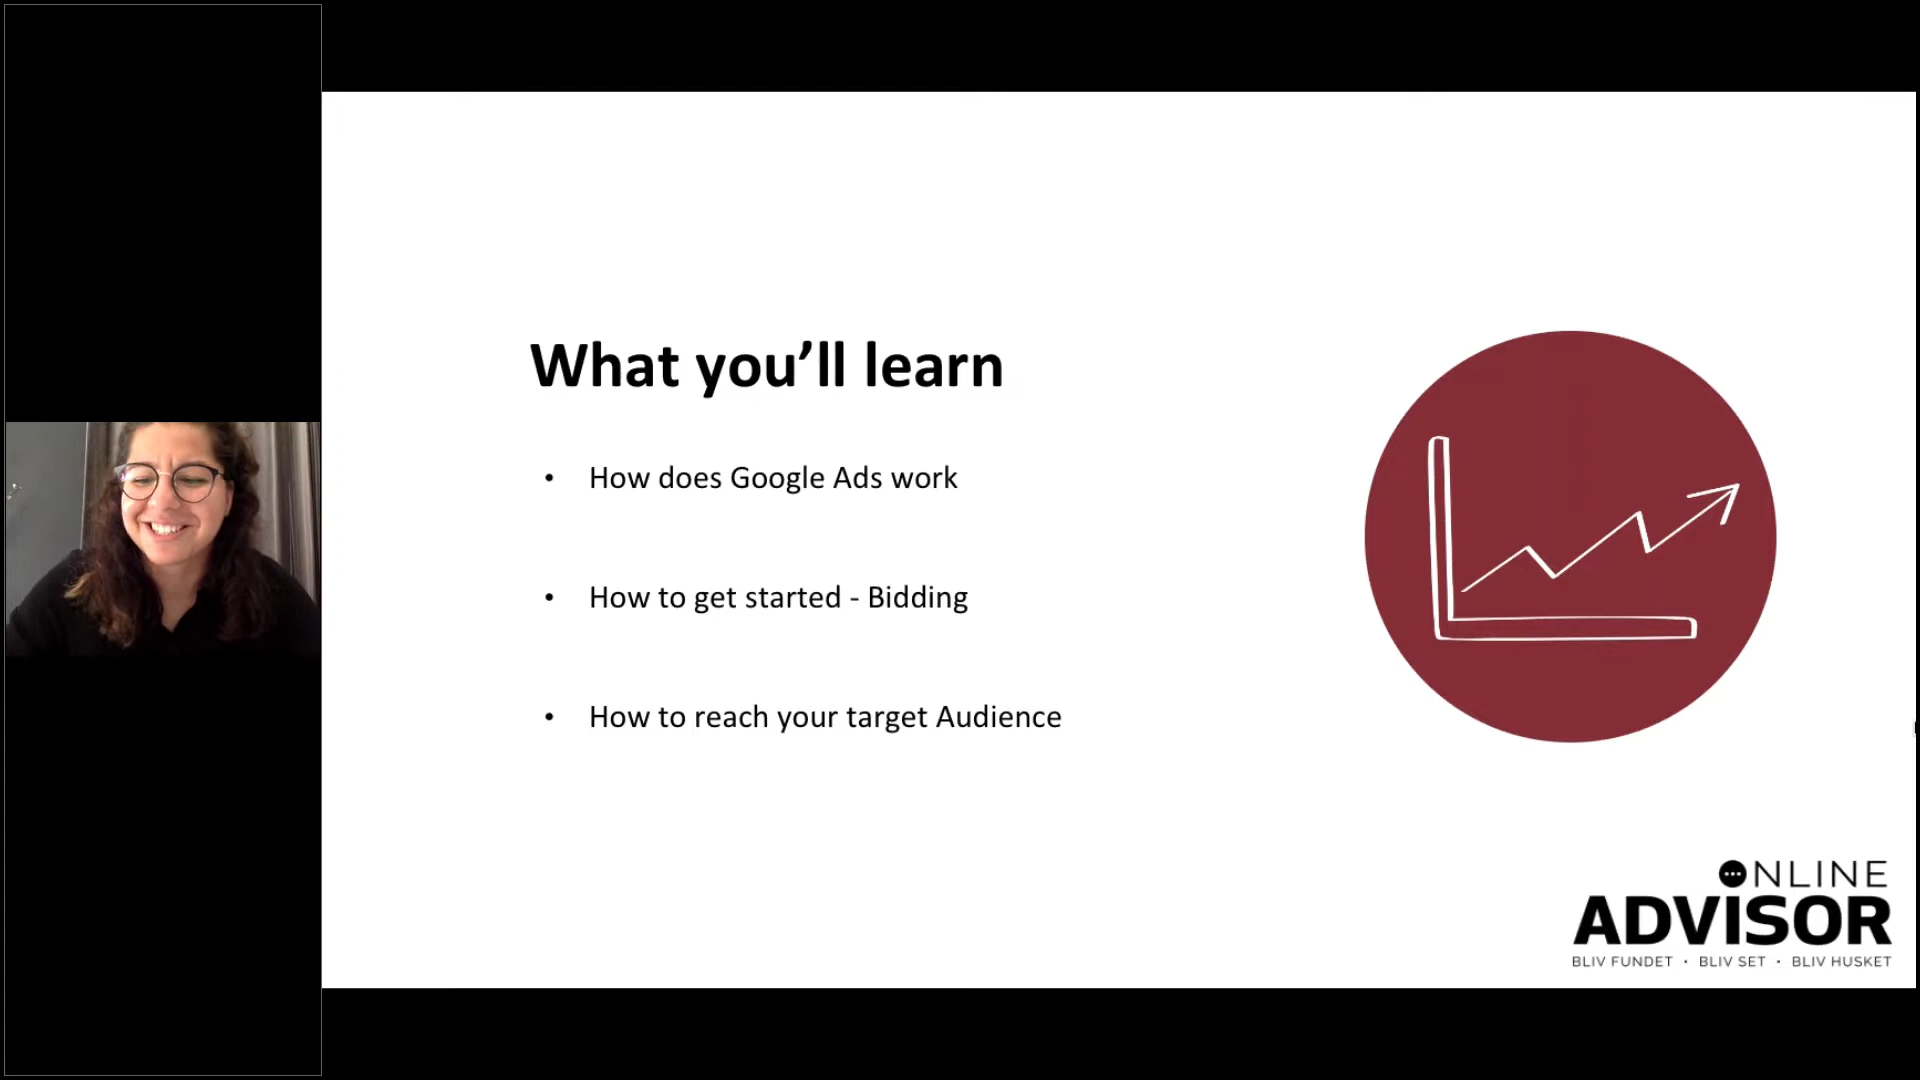 What you’ll learn
• How does Google Ads work
• How to get started - Bidding
• How to reach your target Audience
ONLINE
ADVISOR
BLIV FUNDET • BLIV SET • BLIV HUSKET